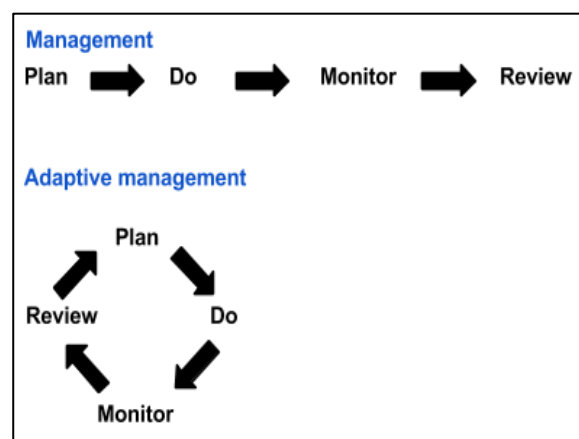 Management
Plan Do Monitor Review
Adaptive management
Plan
Review Do
Monitor